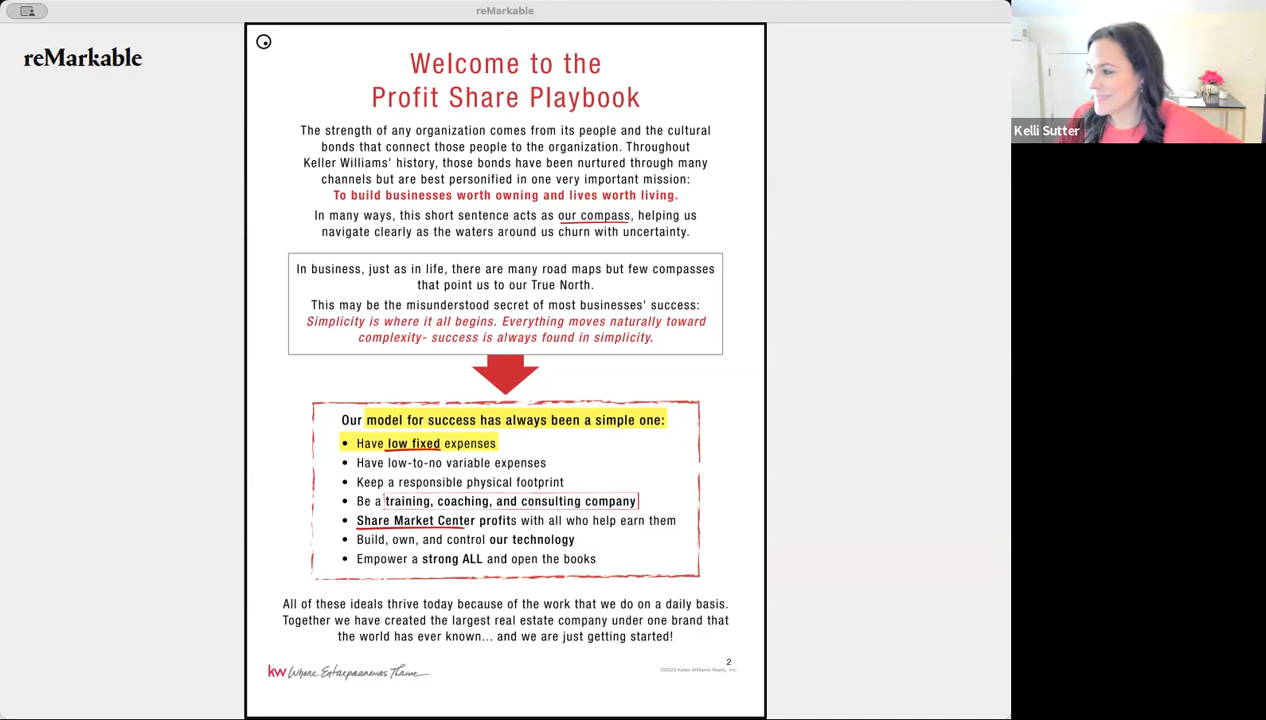 reMarkable
reMarkable
Kelli Sutter
Welcome to the
Profit Share Playbook
The strength of any organization comes from its people and the cultural
bonds that connect those people to the organization. Throughout
Keller Williams' history, those bonds have been nurtured through many
channels but are best personified in one very important mission:
To build businesses worth owning and lives worth living.
In many ways, this short sentence acts as our compass, helping us
navigate clearly as the waters around us churn with uncertainty.
In business, just as in life, there are many road maps but few compasses
that point us to our True North.
This may be the misunderstood secret of most businesses' success:
Simplicity is where it all begins. Everything moves naturally toward
complexity- success is always found in simplicity.
Our model for success has always been a simple one:
• Have low fixed expenses
• Have low-to-no variable expenses
• Keep a responsible physical footprint
• Be a training, coaching, and consulting company
• Share Market Center profits with all who help earn them
• Build, own, and control our technology
• Empower a strong ALL and open the books
All of these ideals thrive today because of the work that we do on a daily basis.
Together we have created the largest real estate company under one brand that
the world has ever known... and we are just getting started!
2
kw Where Entrepreneurs Thrive
©2023 Keller Williams Realty, Inc.